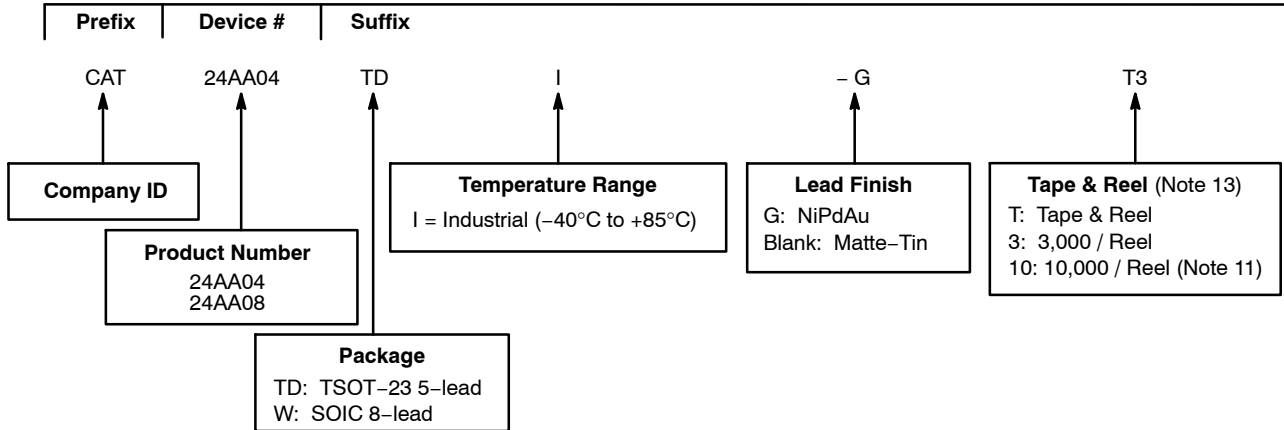 Prefix Device # Suffix
CAT 24AA04 TD I – G T3
Company ID
Product Number
24AA04
24AA08
Package
TD: TSOT–23 5–lead
W: SOIC 8–lead
Temperature Range
I = Industrial (–40°C to +85°C)
Lead Finish
G: NiPdAu
Blank: Matte–Tin
Tape & Reel (Note 13)
T: Tape & Reel
3: 3,000 / Reel
10: 10,000 / Reel (Note 11)